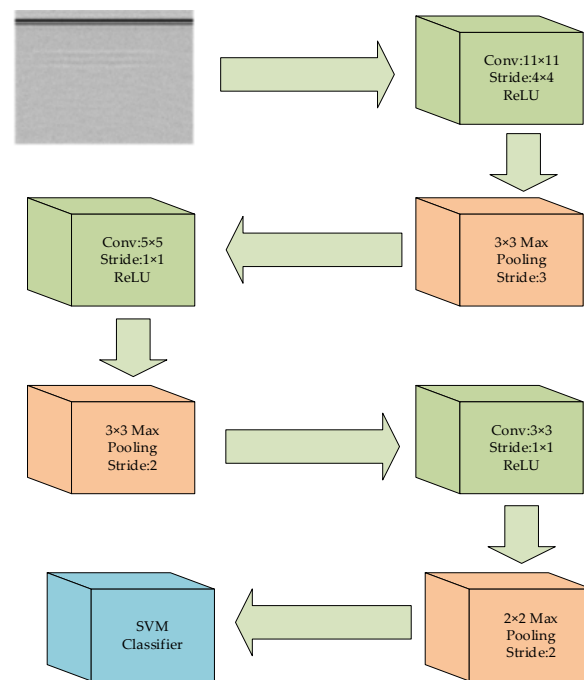 Conv:11×11
Stride:4×4
ReLU
3×3 Max
Pooling
Stride:3
Conv:5×5
Stride:1×1
ReLU
3×3 Max
Pooling
Stride:2
Conv:3×3
Stride:1×1
ReLU
2×2 Max
Pooling
Stride:2
SVM
Classifier